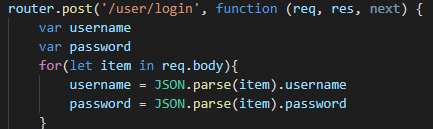 router.post('/user/login', function (req, res, next) {
    var username
    var password
    for(let item in req.body){
        username = JSON.parse(item).username
        password = JSON.parse(item).password
    }